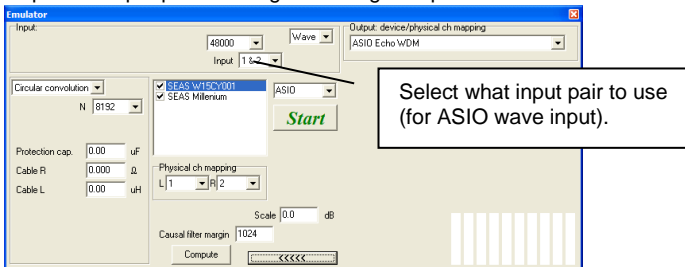 Emulator
Input:
48000
Wave
Input 1 & 2
Output: device/physical ch mapping
ASIO Echo WDM
Select what input pair to use
(for ASIO wave input).
Circular convolution
N 8192
Protection cap. 0.00 uF
Cable R 0.000 Ω
Cable L 0.00 uH
SEAS W15CY001
SEAS Millenium
ASIO
Start
Physical ch mapping
L 1 R 2
Scale 0.0 dB
Causal filter margin 1024
Compute
<<<<<